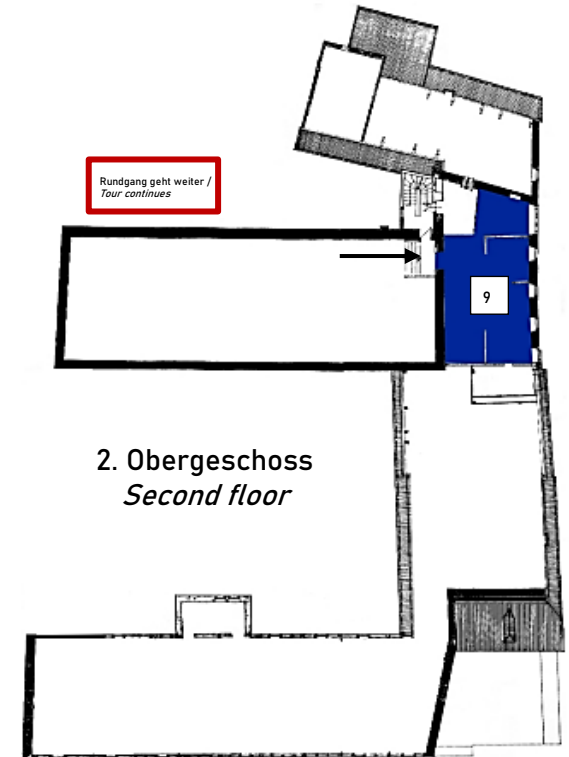 Rundgang geht weiter /
Tour continues
9
2. Obergeschoss
Second floor